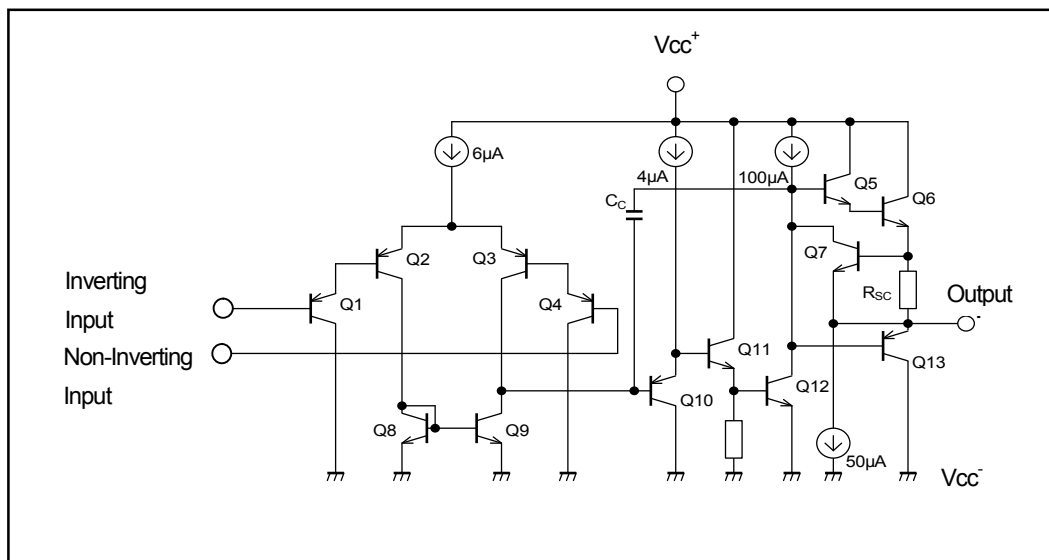 Vcc+
6µA
4µA
100µA
Q5
Q6
CC
Q7
Q2
Q3
Inverting
Input
Q1
Q4
RSC
Output
-
Non-Inverting
Input
Q11
Q13
Q10
Q12
Q8
Q9
50µA
Vcc-